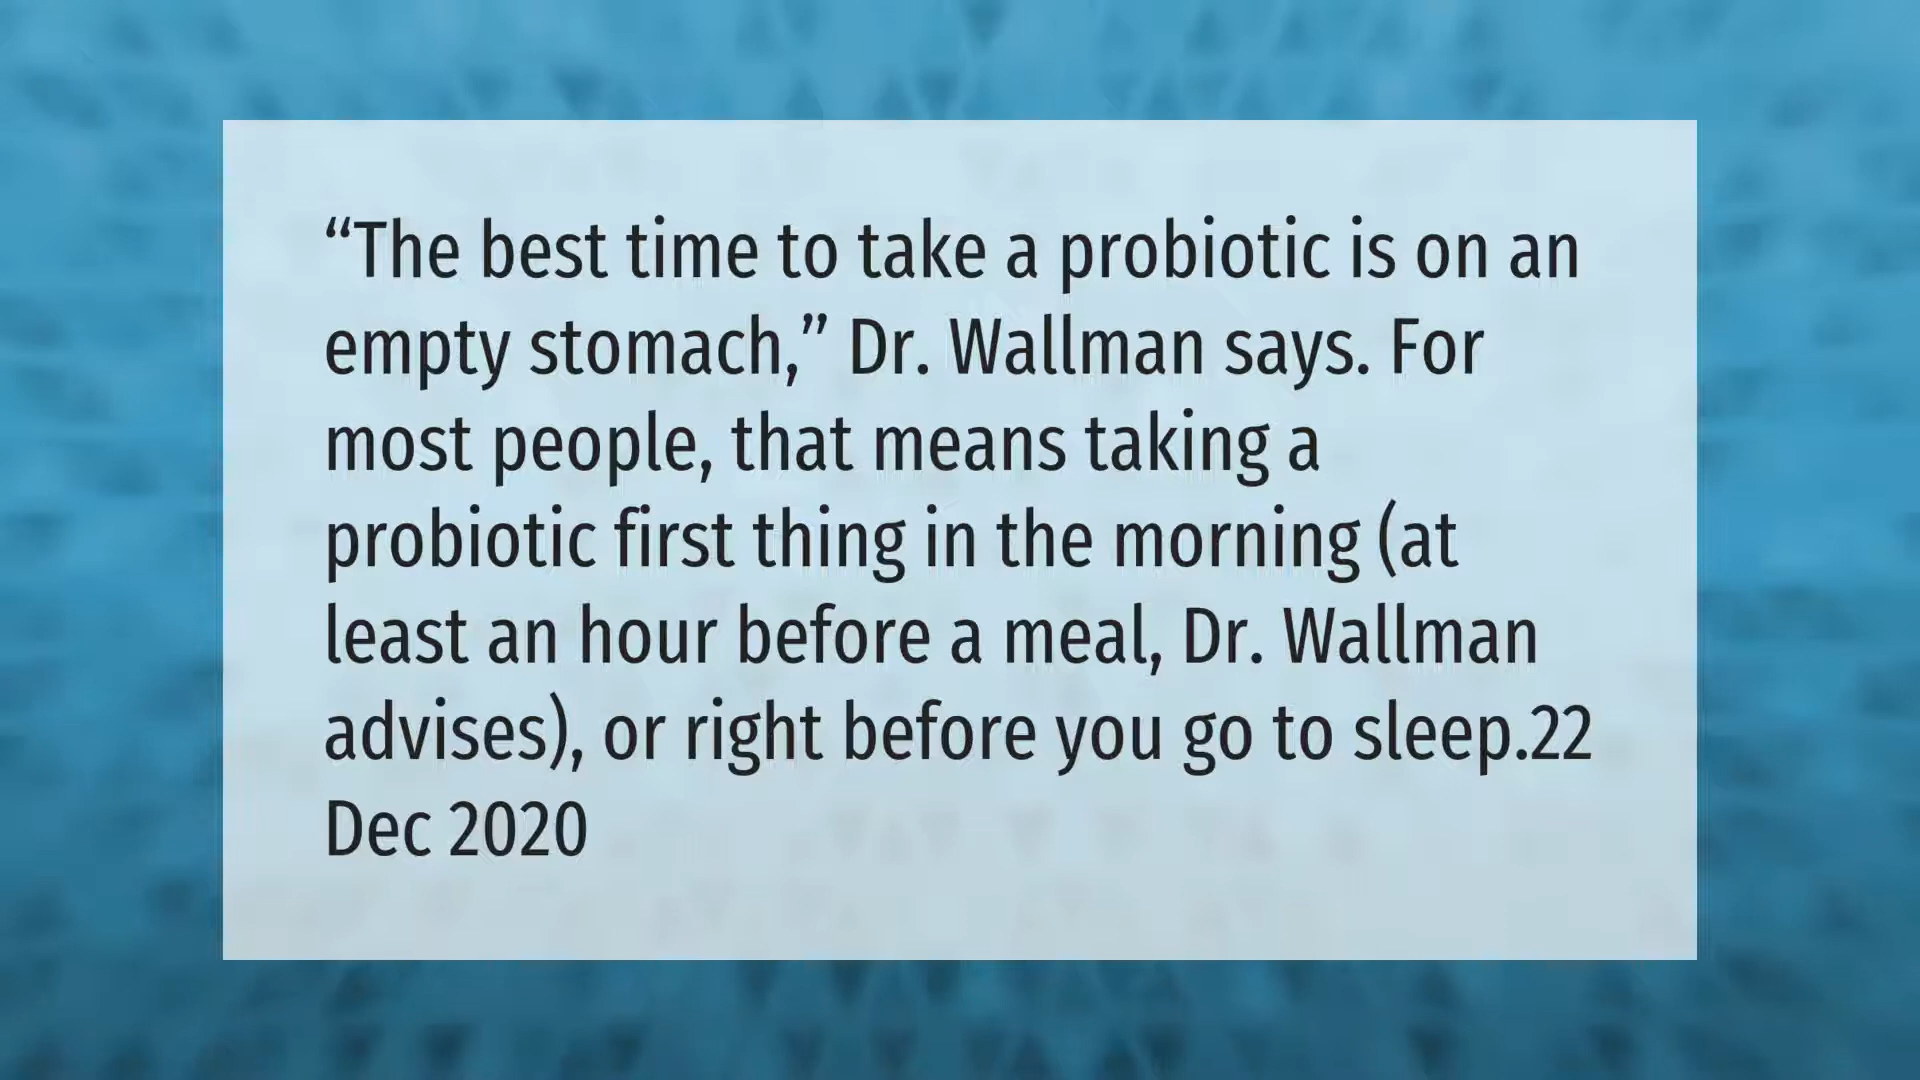 “The best time to take a probiotic is on an
empty stomach,” Dr. Wallman says. For
most people, that means taking a
probiotic first thing in the morning (at
least an hour before a meal, Dr. Wallman
advises), or right before you go to sleep.22
Dec 2020